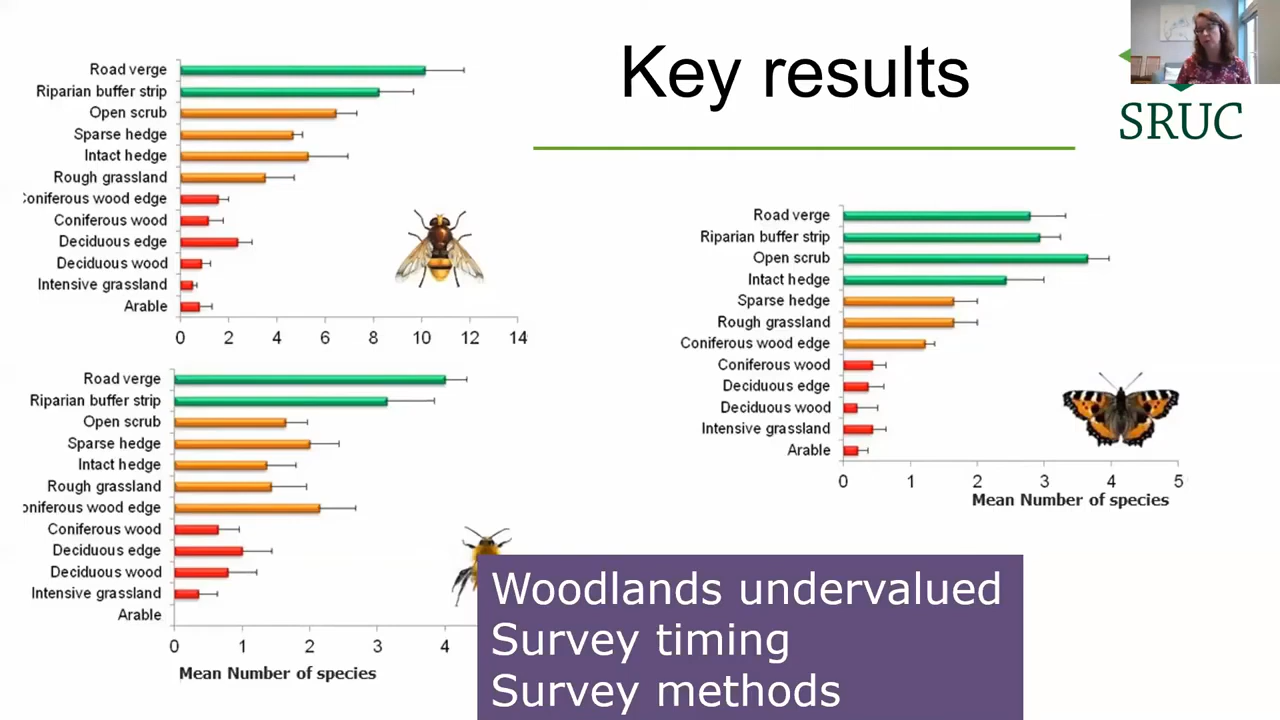 Key results
SRUC
Road verge
Riparian buffer strip
Open scrub
Sparse hedge
Intact hedge
Rough grassland
Coniferous wood edge
Coniferous wood
Deciduous edge
Deciduous wood
Intensive grassland
Arable
0 2 4 6 8 10 12 14
Road verge
Riparian buffer strip
Open scrub
Sparse hedge
Intact hedge
Rough grassland
oniferous wood edge
Coniferous wood
Deciduous edge
Deciduous wood
Intensive grassland
Arable
0 1 2 3 4
Mean Number of species
Road verge
Riparian buffer strip
Open scrub
Intact hedge
Sparse hedge
Rough grassland
Coniferous wood edge
Coniferous wood
Deciduous edge
Deciduous wood
Intensive grassland
Arable
0 1 2 3 4 5
Mean Number of species
Woodlands undervalued
Survey timing
Survey methods